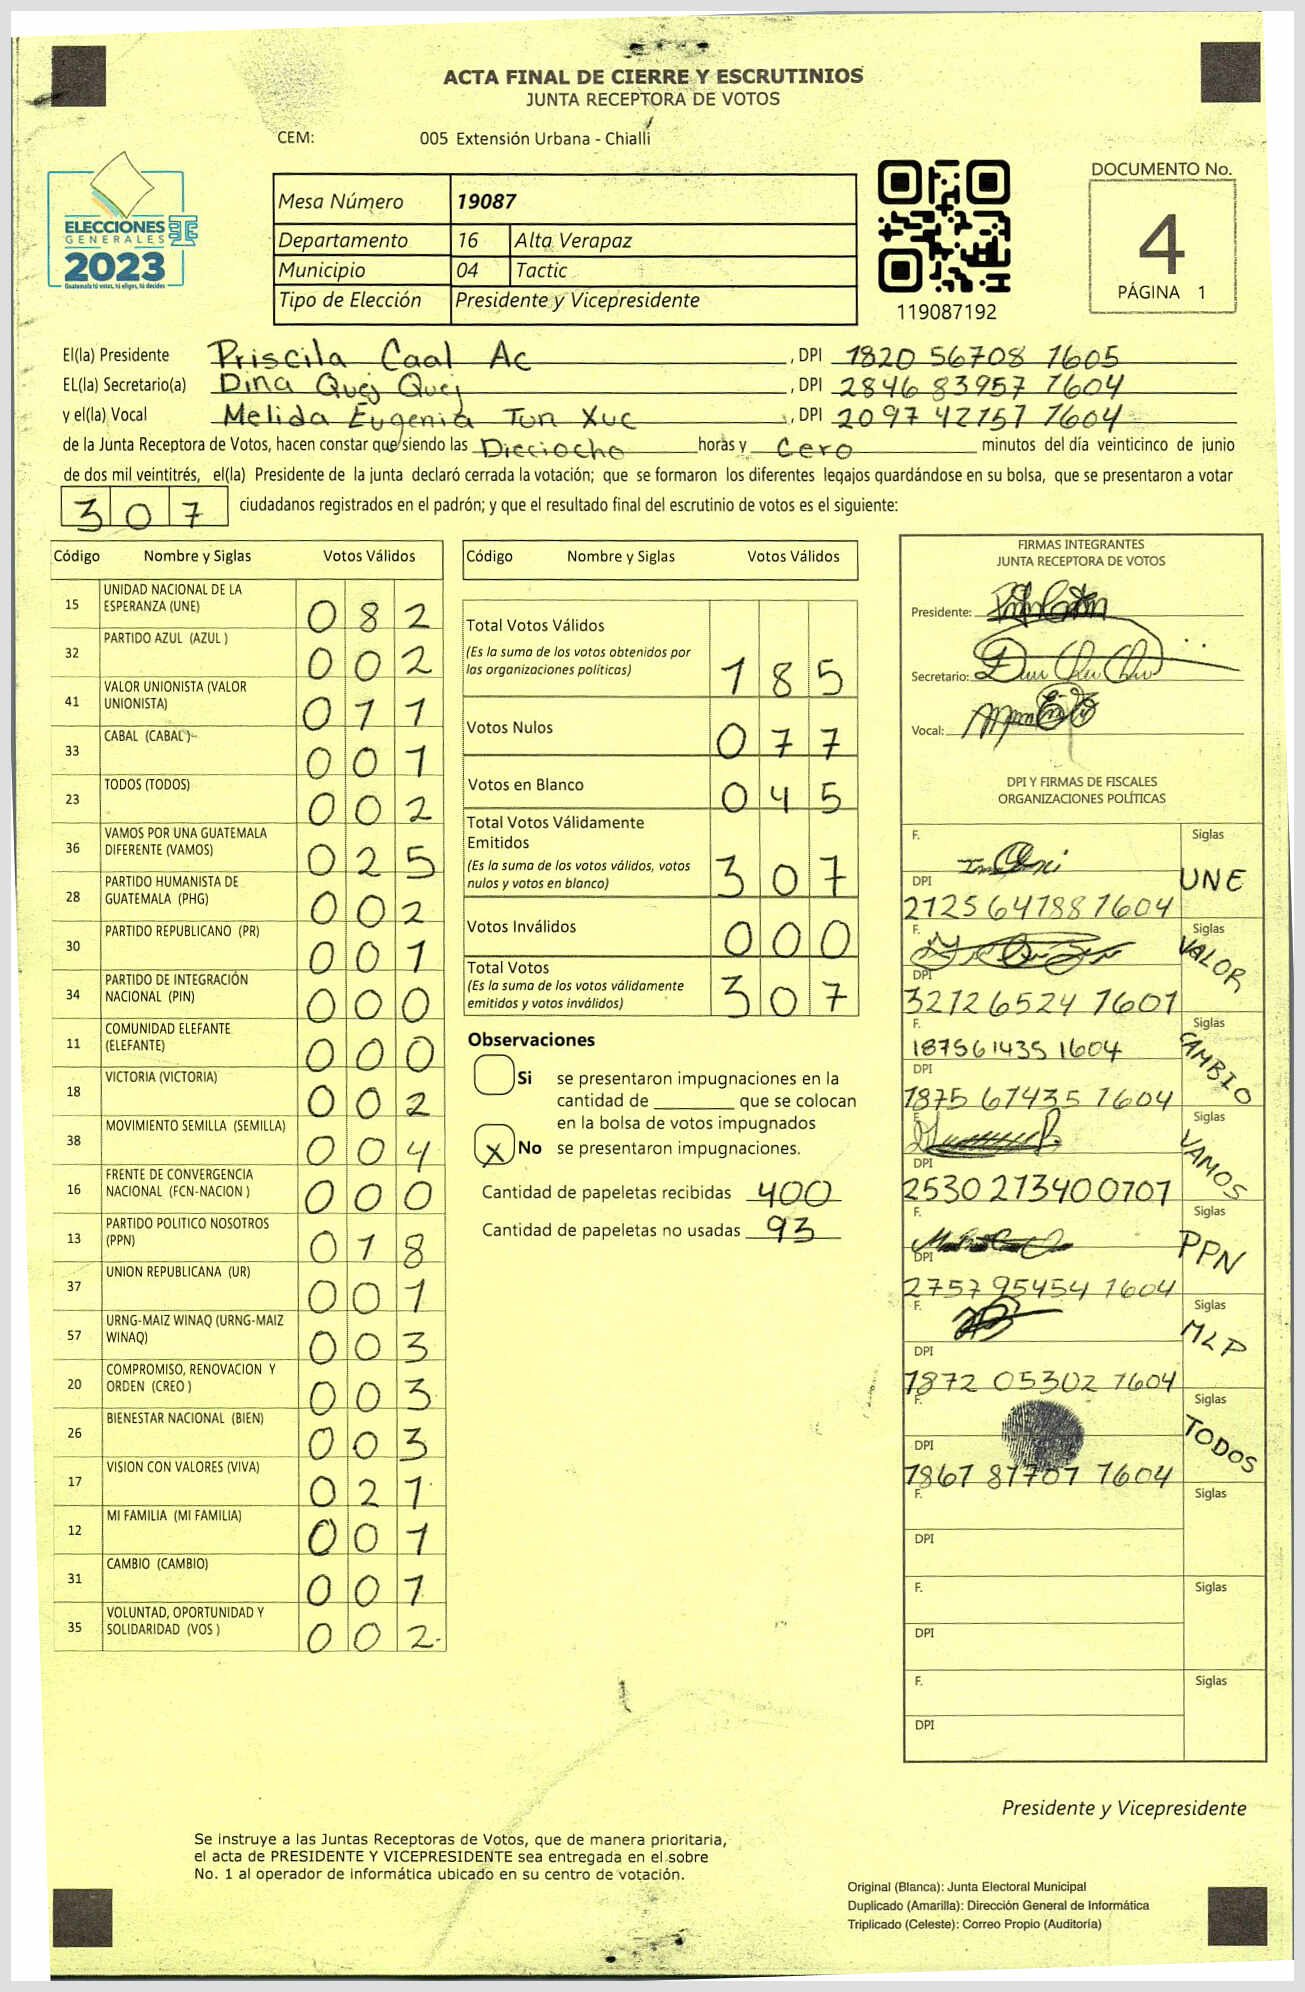 ACTA FINAL DE CIERRE Y ESCRUTINIOS
JUNTA RECEPTORA DE VOTOS
CEM: 005 Extensión Urbana - Chialli
ELECCIONES
GENERALES
2023
Guatemala tú votas, tú eliges, tú decides
Mesa Número 19087
Departamento 16 Alta Verapaz
Municipio 04 Tactic
Tipo de Elección Presidente y Vicepresidente
119087192
DOCUMENTO No.
4
PÁGINA 1
El(la) Presidente Priscila Caal Ac , DPI 1820 56708 1605
EL(la) Secretario(a) Dina Quej Quej , DPI 2846 83957 1604
y el(la) Vocal Melida Eugenia Tun Xuc , DPI 2097 42157 1604
de la Junta Receptora de Votos, hacen constar que siendo las Dieciocho horas y Cero minutos del día veinticinco de junio
de dos mil veintitrés, el(la) Presidente de la junta declaró cerrada la votación; que se formaron los diferentes legajos guardándose en su bolsa, que se presentaron a votar
307 ciudadanos registrados en el padrón; y que el resultado final del escrutinio de votos es el siguiente:
Código Nombre y Siglas Votos Válidos
15 UNIDAD NACIONAL DE LA ESPERANZA (UNE) 082
32 PARTIDO AZUL (AZUL ) 002
41 VALOR UNIONISTA (VALOR UNIONISTA) 011
33 CABAL (CABAL ) 001
23 TODOS (TODOS) 002
36 VAMOS POR UNA GUATEMALA DIFERENTE (VAMOS) 025
28 PARTIDO HUMANISTA DE GUATEMALA (PHG) 002
30 PARTIDO REPUBLICANO (PR) 001
34 PARTIDO DE INTEGRACIÓN NACIONAL (PIN) 000
11 COMUNIDAD ELEFANTE (ELEFANTE) 000
18 VICTORIA (VICTORIA) 002
38 MOVIMIENTO SEMILLA (SEMILLA) 004
16 FRENTE DE CONVERGENCIA NACIONAL (FCN-NACION ) 000
13 PARTIDO POLITICO NOSOTROS (PPN) 018
37 UNION REPUBLICANA (UR) 001
57 URNG-MAIZ WINAQ (URNG-MAIZ WINAQ) 003
20 COMPROMISO, RENOVACION Y ORDEN (CREO ) 003
26 BIENESTAR NACIONAL (BIEN) 003
17 VISION CON VALORES (VIVA) 021
12 MI FAMILIA (MI FAMILIA) 001
31 CAMBIO (CAMBIO) 001
35 VOLUNTAD, OPORTUNIDAD Y SOLIDARIDAD (VOS ) 002
Código Nombre y Siglas Votos Válidos
Total Votos Válidos
(Es la suma de los votos obtenidos por
las organizaciones políticas) 185
Votos Nulos 077
Votos en Blanco 045
Total Votos Válidamente
Emitidos
(Es la suma de los votos válidos, votos
nulos y votos en blanco) 307
Votos Inválidos 000
Total Votos
(Es la suma de los votos válidamente
emitidos y votos inválidos) 307
Observaciones
Si se presentaron impugnaciones en la
cantidad de ________ que se colocan
en la bolsa de votos impugnados
X No se presentaron impugnaciones.
Cantidad de papeletas recibidas 400
Cantidad de papeletas no usadas 93
FIRMAS INTEGRANTES
JUNTA RECEPTORA DE VOTOS
Presidente:
Secretario:
Vocal:
DPI Y FIRMAS DE FISCALES
ORGANIZACIONES POLÍTICAS
F. Siglas
DPI UNE
2125 64188 1604
F. Siglas
DPI VALOR
3212 6524 1601
F. Siglas
187561435 1604
DPI CAMBIO
1875 61435 1604
F. Siglas
DPI VAMOS
2530 27340 0701
F. Siglas
DPI PPN
2757 95454 1604
F. Siglas
DPI MLP
1872 05302 1604
F. Siglas
DPI TODOS
1867 81701 1604
F. Siglas
DPI
F. Siglas
DPI
F. Siglas
DPI
Presidente y Vicepresidente
Se instruye a las Juntas Receptoras de Votos, que de manera prioritaria,
el acta de PRESIDENTE Y VICEPRESIDENTE sea entregada en el sobre
No. 1 al operador de informática ubicado en su centro de votación.
Original (Blanca): Junta Electoral Municipal
Duplicado (Amarilla): Dirección General de Informática
Triplicado (Celeste): Correo Propio (Auditoría)